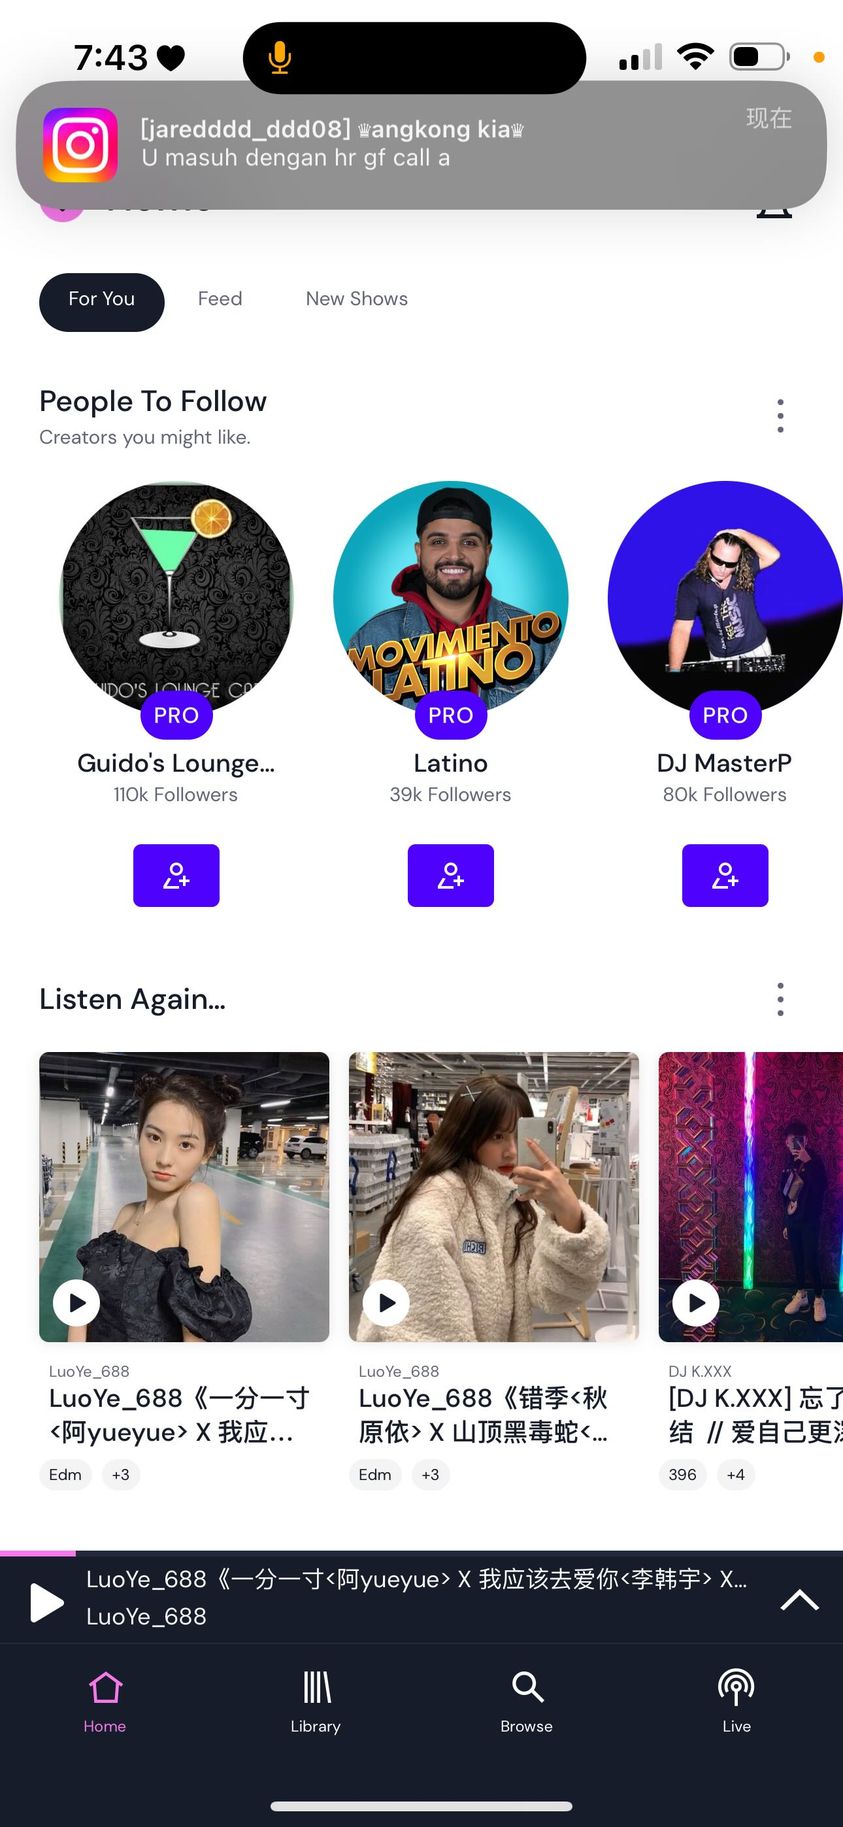 7:43
[jaredddd_ddd08] ♛angkong kia♛
现在
U masuh dengan hr gf call a
For You
Feed
New Shows
People To Follow
Creators you might like.
MOVIMIENTO
LATINO
PRO
PRO
PRO
Guido's Lounge...
Latino
DJ MasterP
110k Followers
39k Followers
80k Followers
Listen Again...
LuoYe_688
LuoYe_688《一分一寸
<阿yueyue> X 我应...
Edm
+3
LuoYe_688
LuoYe_688《错季<秋
原依> X 山顶黑毒蛇<...
Edm
+3
DJ K.XXX
[DJ K.XXX] 忘了
结 // 爱自己更
396
+4
LuoYe_688《一分一寸<阿yueyue> X 我应该去爱你<李韩宇> X...
LuoYe_688
Home
Library
Browse
Live